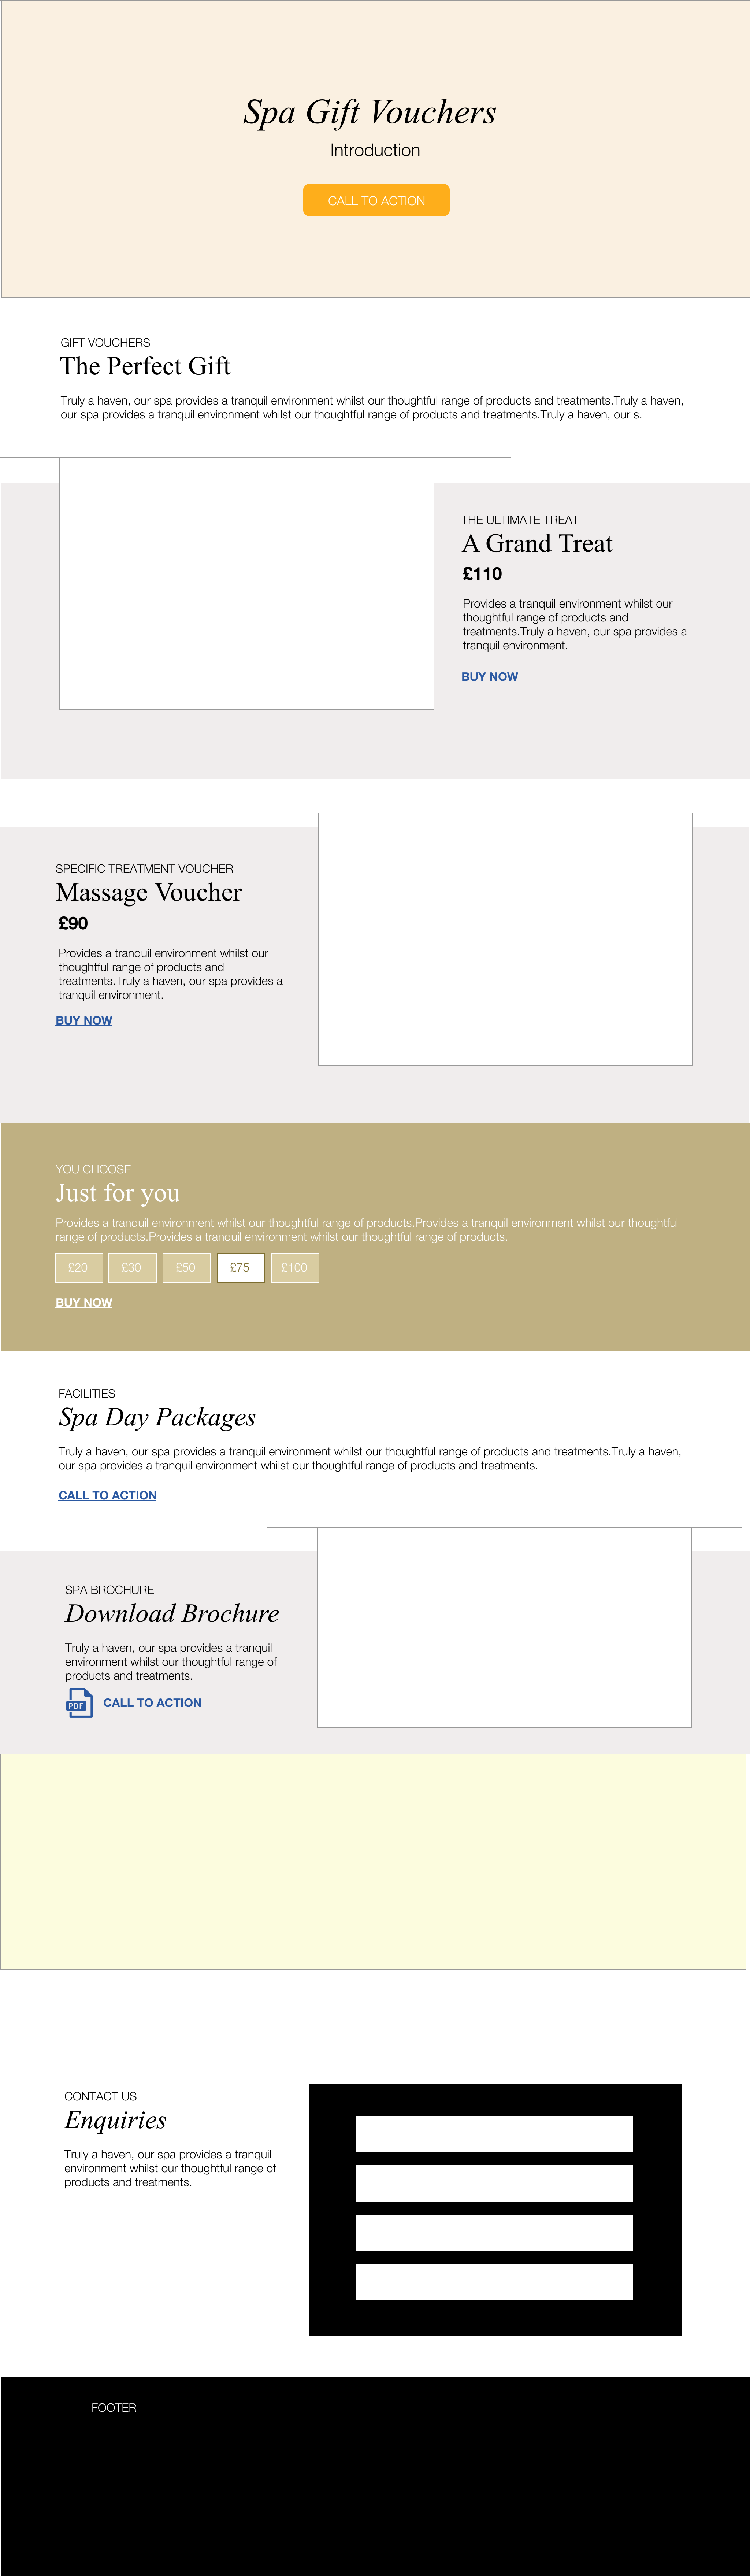 Spa Gift Vouchers
Introduction
CALL TO ACTION
GIFT VOUCHERS
The Perfect Gift
Truly a haven, our spa provides a tranquil environment whilst our thoughtful range of products and treatments.Truly a haven,
our spa provides a tranquil environment whilst our thoughtful range of products and treatments.Truly a haven, our s.
THE ULTIMATE TREAT
A Grand Treat
£110
Provides a tranquil environment whilst our
thoughtful range of products and
treatments.Truly a haven, our spa provides a
tranquil environment.
BUY NOW
SPECIFIC TREATMENT VOUCHER
Massage Voucher
£90
Provides a tranquil environment whilst our
thoughtful range of products and
treatments.Truly a haven, our spa provides a
tranquil environment.
BUY NOW
YOU CHOOSE
Just for you
Provides a tranquil environment whilst our thoughtful range of products.Provides a tranquil environment whilst our thoughtful
range of products.Provides a tranquil environment whilst our thoughtful range of products.
£20 £30 £50 £75 £100
BUY NOW
FACILITIES
Spa Day Packages
Truly a haven, our spa provides a tranquil environment whilst our thoughtful range of products and treatments.Truly a haven,
our spa provides a tranquil environment whilst our thoughtful range of products and treatments.
CALL TO ACTION
SPA BROCHURE
Download Brochure
Truly a haven, our spa provides a tranquil
environment whilst our thoughtful range of
products and treatments.
PDF CALL TO ACTION
CONTACT US
Enquiries
Truly a haven, our spa provides a tranquil
environment whilst our thoughtful range of
products and treatments.
FOOTER